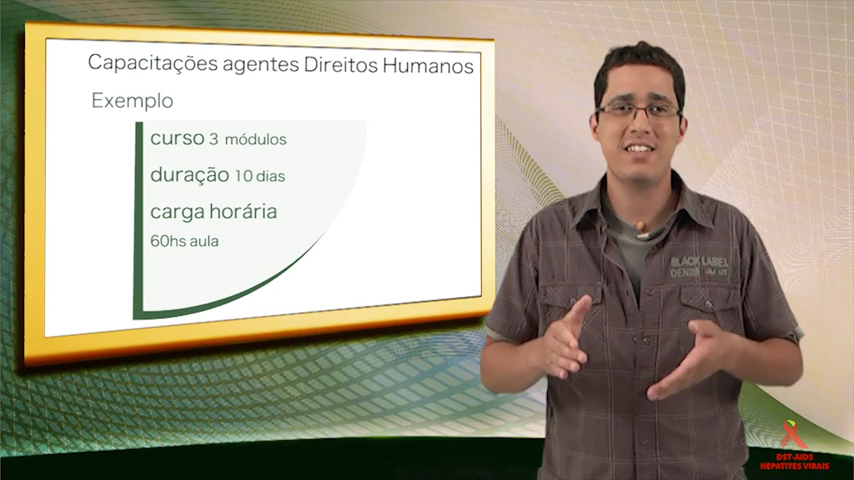 Capacitações agentes Direitos Humanos
Exemplo
curso 3 módulos
duração 10 dias
carga horária
60hs aula
BLACK LABEL
DENIM
DST-AIDS
HEPATITES VIRAIS